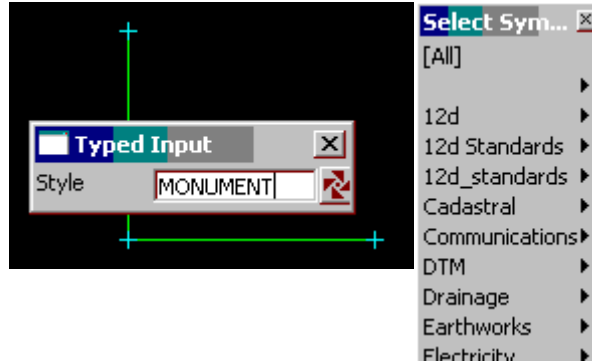 Typed Input
Style MONUMENT
Select Sym...
[All]
12d
12d Standards
12d_standards
Cadastral
Communications
DTM
Drainage
Earthworks
Electricity